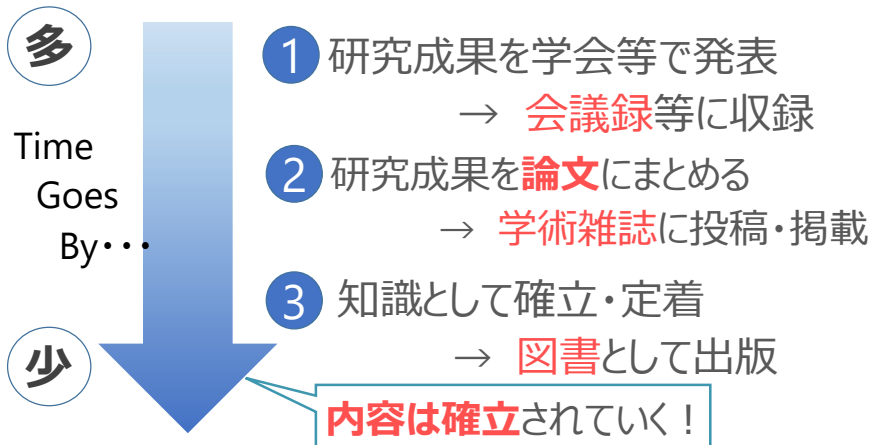 多
1 研究成果を学会等で発表
→ 会議録等に収録
Time
Goes
By・・・
2 研究成果を論文にまとめる
→ 学術雑誌に投稿・掲載
3 知識として確立・定着
→ 図書として出版
少
内容は確立されていく！